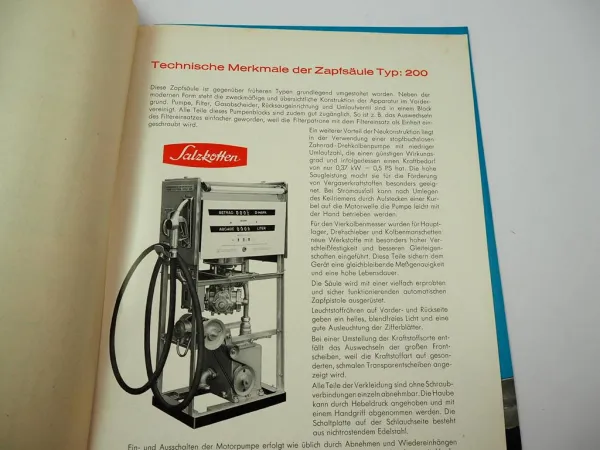 Technische Merkmale der Zapfsäule Typ: 200
Diese Zapfsäule ist gegenüber früheren Typen grundlegend umgestaltet worden. Neben der
modernen Form steht die zweckmäßige und übersichtliche Konstruktion der Apparatur im Vorder-
grund. Pumpe, Filter, Gasabscheider, Rücksaugeinrichtung und Umlaufventil sind in einem Block
vereinigt. Alle Teile dieses Pumpenblocks sind zudem gut zugänglich. So ist z. B. das Auswechseln
des Filtereinsatzes einfacher geworden, weil die Filterpatrone mit dem Filtereinsatz als Einheit ein-
geschraubt wird.
Salzkotten
Ein weiterer Vorteil der Neukonstruktion liegt
in der Verwendung einer stopfbuchslosen
Zahnrad-Drehkolbenpumpe mit niedriger
Umlaufzahl, die einen günstigen Wirkungs-
grad und infolgedessen einen Kraftbedarf
von nur 0,37 kW = 0,5 PS hat. Die hohe
Saugleistung macht sie für die Förderung
von Vergaserkraftstoffen besonders geeig-
net. Bei Stromausfall kann nach Umlegen
des Keilriemens durch Aufstecken einer Kur-
bel auf die Motorwelle die Pumpe leicht mit
der Hand betrieben werden.
Für den Vierkolbenmesser wurden für Haupt-
lager, Drehschieber und Kolbenmanschetten
neue Werkstoffe mit besonders hoher Ver-
schleißfestigkeit und besseren Gleiteigen-
schaften eingeführt. Diese Teile sichern dem
Gerät eine gleichbleibende Meßgenauigkeit
und eine hohe Lebensdauer.
Die Säule wird mit einer vielfach erprobten
und sicher funktionierenden automatischen
Zapfpistole ausgerüstet.
Leuchtstoffröhren auf Vorder- und Rückseite
geben ein helles, blendfreies Licht und eine
gute Ausleuchtung der Zifferblätter.
Bei einer Umstellung der Kraftstoffsorte ent-
fällt das Auswechseln der großen Front-
scheiben, weil die Kraftstoffart auf geson-
derten, schmalen Transparentscheiben ange-
zeigt wird.
Alle Teile der Verkleidung sind ohne Schraub-
verbindungen einzeln abnehmbar. Die Haube
kann durch Hebeldruck angehoben und mit
einem Handgriff abgenommen werden. Die
Schaltplatte auf der Schlauchseite besteht
aus nichtrostendem Edelstahl.
Ein- und Ausschalten der Motorpumpe erfolgt wie üblich durch Abnehmen und Wiedereinhängen
BETRAG
D-MARK
AUSGABE
LITER